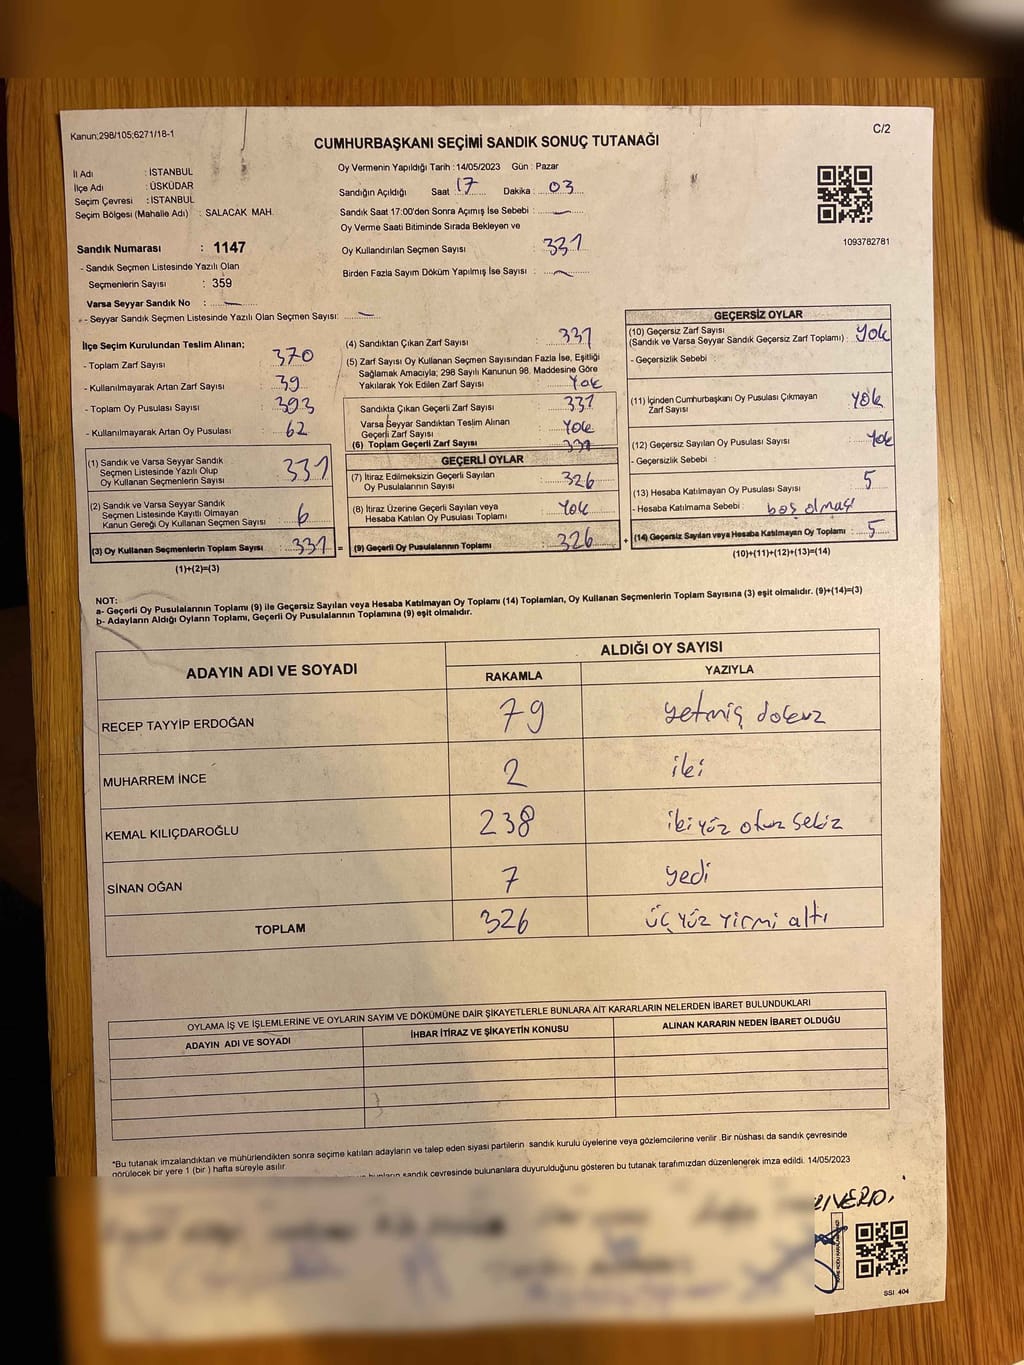 Kanun;298/105;6271/18-1
C/2
CUMHURBAŞKANI SEÇİMİ SANDIK SONUÇ TUTANAĞI
İl Adı : İSTANBUL
İlçe Adı : ÜSKÜDAR
Seçim Çevresi : İSTANBUL
Seçim Bölgesi (Mahalle Adı) : SALACAK MAH.
Sandık Numarası : 1147
- Sandık Seçmen Listesinde Yazılı Olan
Seçmenlerin Sayısı : 359
Varsa Seyyar Sandık No :
- Seyyar Sandık Seçmen Listesinde Yazılı Olan Seçmen Sayısı:
Oy Vermenin Yapıldığı Tarih :14/05/2023 Gün : Pazar
Sandığın Açıldığı Saat 17 Dakika : 03
Sandık Saat 17:00'den Sonra Açımış İse Sebebi :
Oy Verme Saati Bitiminde Sırada Bekleyen ve
Oy Kullandırılan Seçmen Sayısı 331
Birden Fazla Sayım Döküm Yapılmış İse Sayısı :
1093782781
İlçe Seçim Kurulundan Teslim Alınan;
- Toplam Zarf Sayısı : 370
- Kullanılmayarak Artan Zarf Sayısı : 39
- Toplam Oy Pusulası Sayısı : 393
- Kullanılmayarak Artan Oy Pusulası : 62
(1) Sandık ve Varsa Seyyar Sandık
Seçmen Listesinde Yazılı Olup
Oy Kullanan Seçmenlerin Sayısı : 331
(2) Sandık ve Varsa Seyyar Sandık
Seçmen Listesinde Kayıtlı Olmayan
Kanun Gereği Oy Kullanan Seçmen Sayısı : 6
(3) Oy Kullanan Seçmenlerin Toplam Sayısı : 331 =
(1)+(2)=(3)
(4) Sandıktan Çıkan Zarf Sayısı : 331
(5) Zarf Sayısı Oy Kullanan Seçmen Sayısından Fazla İse, Eşitliği
Sağlamak Amacıyla; 298 Sayılı Kanunun 98. Maddesine Göre
Yakılarak Yok Edilen Zarf Sayısı : Yok
Sandıkta Çıkan Geçerli Zarf Sayısı : 331
Varsa Seyyar Sandıktan Teslim Alınan
Geçerli Zarf Sayısı : Yok
(6) Toplam Geçerli Zarf Sayısı : 331
GEÇERLİ OYLAR
(7) İtiraz Edilmeksizin Geçerli Sayılan
Oy Pusulalarının Sayısı : 326
(8) İtiraz Üzerine Geçerli Sayılan veya
Hesaba Katılan Oy Pusulası Toplamı : Yok
(9) Geçerli Oy Pusulalarının Toplamı : 326 +
GEÇERSİZ OYLAR
(10) Geçersiz Zarf Sayısı
(Sandık ve Varsa Seyyar Sandık Geçersiz Zarf Toplamı) : Yok
- Geçersizlik Sebebi :
(11) İçinden Cumhurbaşkanı Oy Pusulası Çıkmayan
Zarf Sayısı : Yok
(12) Geçersiz Sayılan Oy Pusulası Sayısı : Yok
- Geçersizlik Sebebi :
(13) Hesaba Katılmayan Oy Pusulası Sayısı : 5
- Hesaba Katılmama Sebebi : boş olması
(14) Geçersiz Sayılan veya Hesaba Katılmayan Oy Toplamı : 5
(10)+(11)+(12)+(13)=(14)
NOT:
a- Geçerli Oy Pusulalarının Toplamı (9) ile Geçersiz Sayılan veya Hesaba Katılmayan Oy Toplamı (14) Toplamları, Oy Kullanan Seçmenlerin Toplam Sayısına (3) eşit olmalıdır. (9)+(14)=(3)
b- Adayların Aldığı Oyların Toplamı, Geçerli Oy Pusulalarının Toplamına (9) eşit olmalıdır.
ADAYIN ADI VE SOYADI
ALDIĞI OY SAYISI
RAKAMLA YAZIYLA
RECEP TAYYİP ERDOĞAN 79 yetmiş dokuz
MUHARREM İNCE 2 iki
KEMAL KILIÇDAROĞLU 238 ikiyüz otuz sekiz
SİNAN OĞAN 7 yedi
TOPLAM 326 üçyüz yirmi altı
OYLAMA İŞ VE İŞLEMLERİNE VE OYLARIN SAYIM VE DÖKÜMÜNE DAİR ŞİKAYETLERLE BUNLARA AİT KARARLARIN NELERDEN İBARET BULUNDUKLARI
ADAYIN ADI VE SOYADI İHBAR İTİRAZ VE ŞİKAYETİN KONUSU ALINAN KARARIN NEDEN İBARET OLDUĞU
*Bu tutanak imzalandıktan ve mühürlendikten sonra seçime katılan adayların ve talep eden siyasi partilerin sandık kurulu üyelerine veya gözlemcilerine verilir .Bir nüshası da sandık çevresinde
görülecek bir yere 1 (bir ) hafta süreyle asılır.
sandık çevresinde bulunanlara duyurulduğunu gösteren bu tutanak tarafımızdan düzenlenerek imza edildi. 14/05/2023
SSI 404